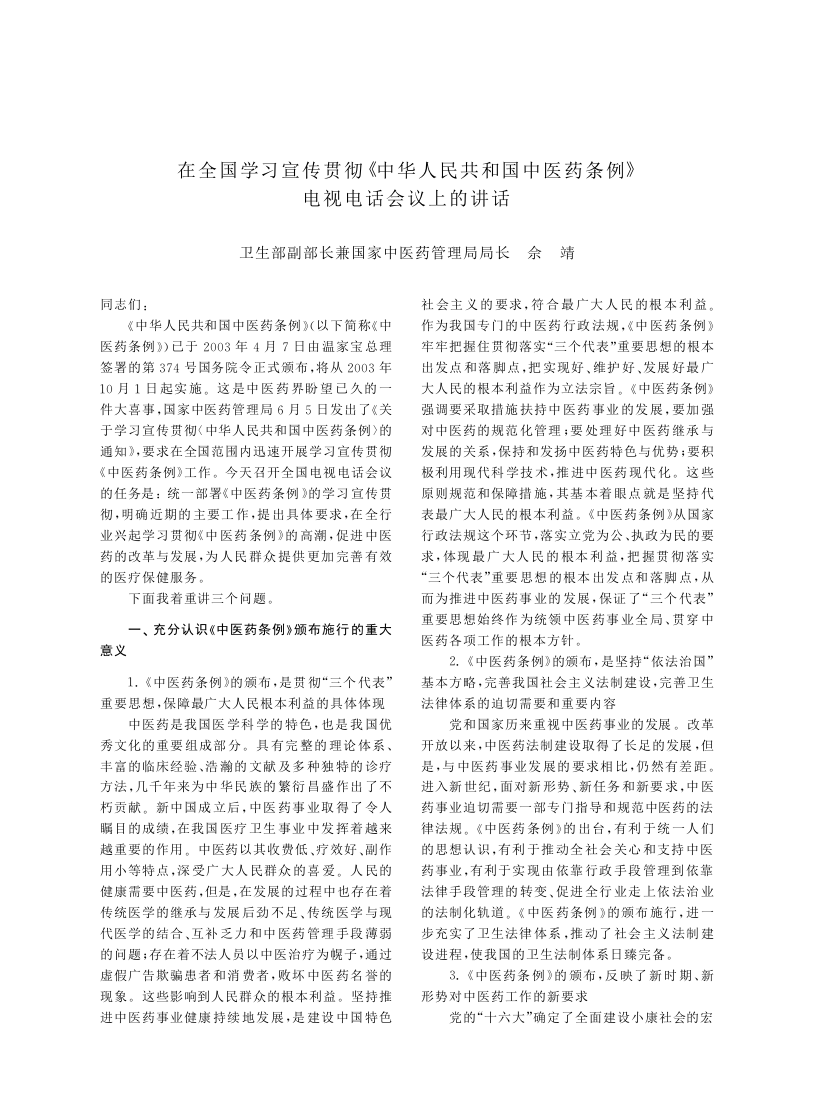 在全国学习宣传贯彻《中华人民共和国中医药条例》
电视电话会议上的讲话
卫生部副部长兼国家中医药管理局局长 佘 靖
同志们：
《中华人民共和国中医药条例》(以下简称《中
医药条例》)已于 2003 年 4 月 7 日由温家宝总理
签署的第 374 号国务院令正式颁布,将从 2003 年
10 月 1 日起实施。这是中医药界盼望已久的一
件大喜事,国家中医药管理局 6 月 5 日发出了《关
于学习宣传贯彻〈中华人民共和国中医药条例〉的
通知》,要求在全国范围内迅速开展学习宣传贯彻
《中医药条例》工作。今天召开全国电视电话会议
的任务是：统一部署《中医药条例》的学习宣传贯
彻,明确近期的主要工作,提出具体要求,在全行
业兴起学习贯彻《中医药条例》的高潮,促进中医
药的改革与发展,为人民群众提供更加完善有效
的医疗保健服务。
下面我着重讲三个问题。
一、充分认识《中医药条例》颁布施行的重大
意义
1.《中医药条例》的颁布,是贯彻“三个代表”
重要思想,保障最广大人民根本利益的具体体现
中医药是我国医学科学的特色,也是我国优
秀文化的重要组成部分。具有完整的理论体系、
丰富的临床经验、浩瀚的文献及多种独特的诊疗
方法,几千年来为中华民族的繁衍昌盛作出了不
朽贡献。新中国成立后,中医药事业取得了令人
瞩目的成绩,在我国医疗卫生事业中发挥着越来
越重要的作用。中医药以其收费低、疗效好、副作
用小等特点,深受广大人民群众的喜爱。人民的
健康需要中医药,但是,在发展的过程中也存在着
传统医学的继承与发展后劲不足、传统医学与现
代医学的结合、互补乏力和中医药管理手段薄弱
的问题;存在着不法人员以中医治疗为幌子,通过
虚假广告欺骗患者和消费者,败坏中医药名誉的
现象。这些影响到人民群众的根本利益。坚持推
进中医药事业健康持续地发展,是建设中国特色
社会主义的要求,符合最广大人民的根本利益。
作为我国专门的中医药行政法规,《中医药条例》
牢牢把握住贯彻落实“三个代表”重要思想的根本
出发点和落脚点,把实现好、维护好、发展好最广
大人民的根本利益作为立法宗旨。《中医药条例》
强调要采取措施扶持中医药事业的发展,要加强
对中医药的规范化管理;要处理好中医药继承与
发展的关系,保持和发扬中医药特色与优势;要积
极利用现代科学技术,推进中医药现代化。这些
原则规范和保障措施,其基本着眼点就是坚持代
表最广大人民的根本利益。《中医药条例》从国家
行政法规这个环节,落实立党为公、执政为民的要
求,体现最广大人民的根本利益,把握贯彻落实
“三个代表”重要思想的根本出发点和落脚点,从
而为推进中医药事业的发展,保证了“三个代表”
重要思想始终作为统领中医药事业全局、贯穿中
医药各项工作的根本方针。
2.《中医药条例》的颁布,是坚持“依法治国”
基本方略,完善我国社会主义法制建设,完善卫生
法律体系的迫切需要和重要内容
党和国家历来重视中医药事业的发展。改革
开放以来,中医药法制建设取得了长足的发展,但
是,与中医药事业发展的要求相比,仍然有差距。
进入新世纪,面对新形势、新任务和新要求,中医
药事业迫切需要一部专门指导和规范中医药的法
律法规。《中医药条例》的出台,有利于统一人们
的思想认识,有利于推动全社会关心和支持中医
药事业,有利于实现由依靠行政手段管理到依靠
法律手段管理的转变、促进全行业走上依法治业
的法制化轨道。《中医药条例》的颁布施行,进一
步充实了卫生法律体系,推动了社会主义法制建
设进程,使我国的卫生法制体系日臻完备。
3.《中医药条例》的颁布,反映了新时期、新
形势对中医药工作的新要求
党的“十六大”确定了全面建设小康社会的宏